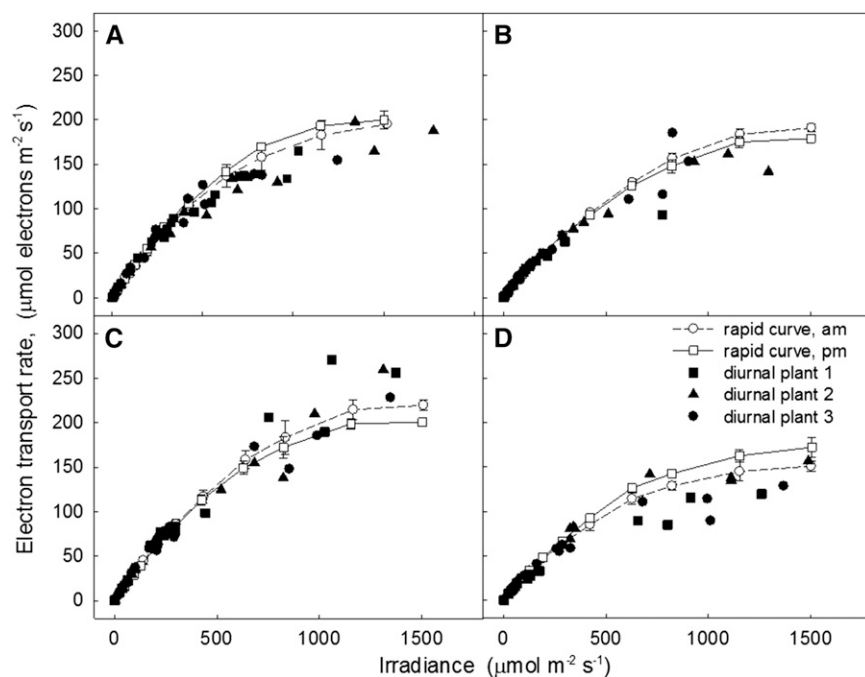 A
B
300
250
200
150
100
50
0
C
D
300
250
200
150
100
50
0
rapid curve, am
rapid curve, pm
diurnal plant 1
diurnal plant 2
diurnal plant 3
0 500 1000 1500
0 500 1000 1500
Electron transport rate, (μmol electrons m⁻² s⁻¹)
Irradiance (μmol m⁻² s⁻¹)